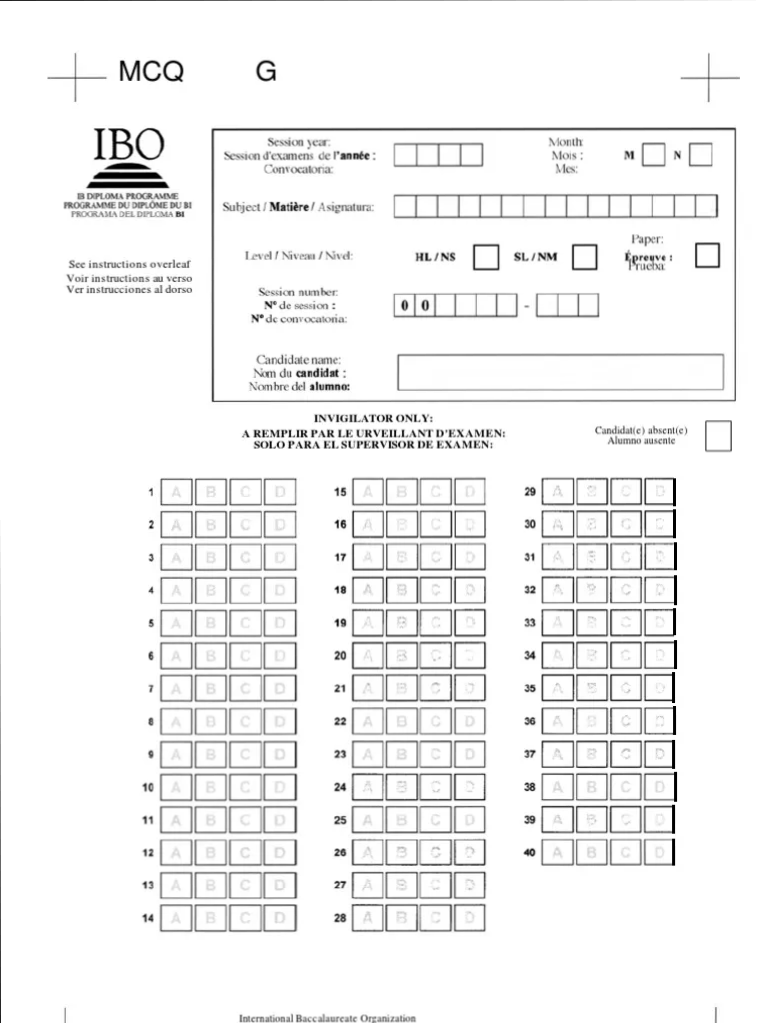 MCQ G
IBO
IB DIPLOMA PROGRAMME
PROGRAMME DU DIPLÔME DU BI
PROGRAMA DEL DIPLOMA BI
See instructions overleaf
Voir instructions au verso
Ver instrucciones al dorso
Session year:
Session d'examens de l'année :
Convocatoria:
Month:
Mois :
Mes:
M N
Subject / Matière / Asignatura:
Level / Niveau / Nivel:
HL / NS SL / NM
Paper:
Épreuve :
Prueba:
Session number:
Nº de session :
Nº de convocatoria:
0 0 -
Candidate name:
Nom du candidat :
Nombre del alumno:
INVIGILATOR ONLY:
A REMPLIR PAR LE URVEILLANT D'EXAMEN:
SOLO PARA EL SUPERVISOR DE EXAMEN:
Candidat(e) absent(e)
Alumno ausente
1 A B C D
2 A B C D
3 A B C D
4 A B C D
5 A B C D
6 A B C D
7 A B C D
8 A B C D
9 A B C D
10 A B C D
11 A B C D
12 A B C D
13 A B C D
14 A B C D
15 A B C D
16 A B C D
17 A B C D
18 A B C D
19 A B C D
20 A B C D
21 A B C D
22 A B C D
23 A B C D
24 A B C D
25 A B C D
26 A B C D
27 A B C D
28 A B C D
29 A B C D
30 A B C D
31 A B C D
32 A B C D
33 A B C D
34 A B C D
35 A B C D
36 A B C D
37 A B C D
38 A B C D
39 A B C D
40 A B C D
International Baccalaureate Organization